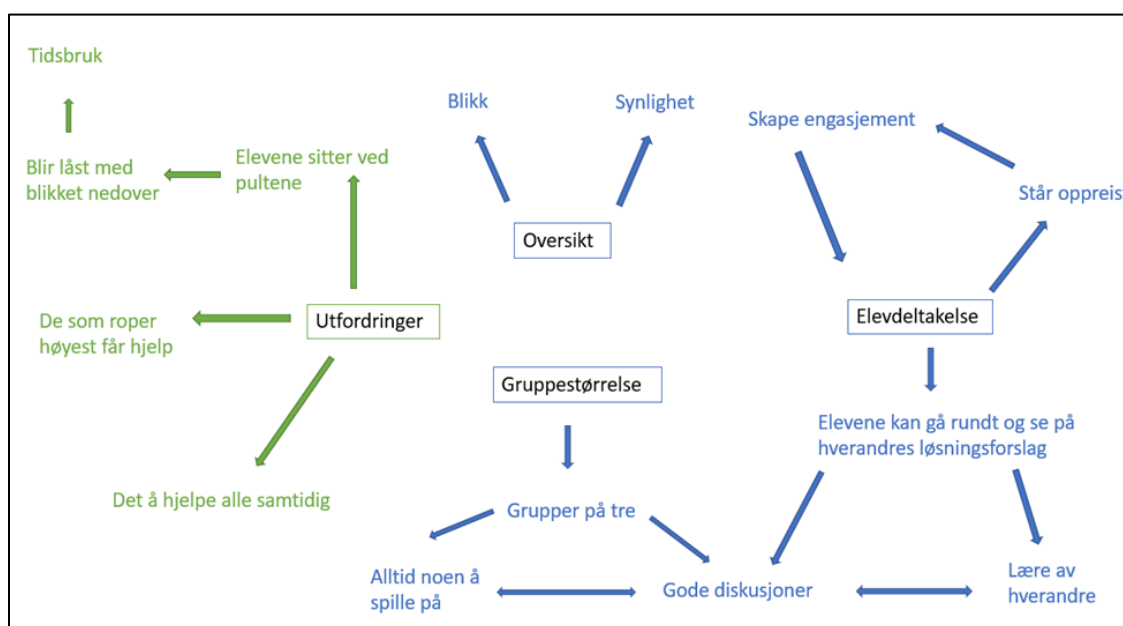 Tidsbruk
Blikk
Synlighet
Skape engasjement
Blir låst med
blikket nedover
Elevene sitter ved
pultene
Står oppreist
Oversikt
De som roper
høyest får hjelp
Utfordringer
Elevdeltakelse
Gruppestørrelse
Elevene kan gå rundt og se på
hverandres løsningsforslag
Det å hjelpe alle samtidig
Grupper på tre
Alltid noen å
spille på
Gode diskusjoner
Lære av
hverandre